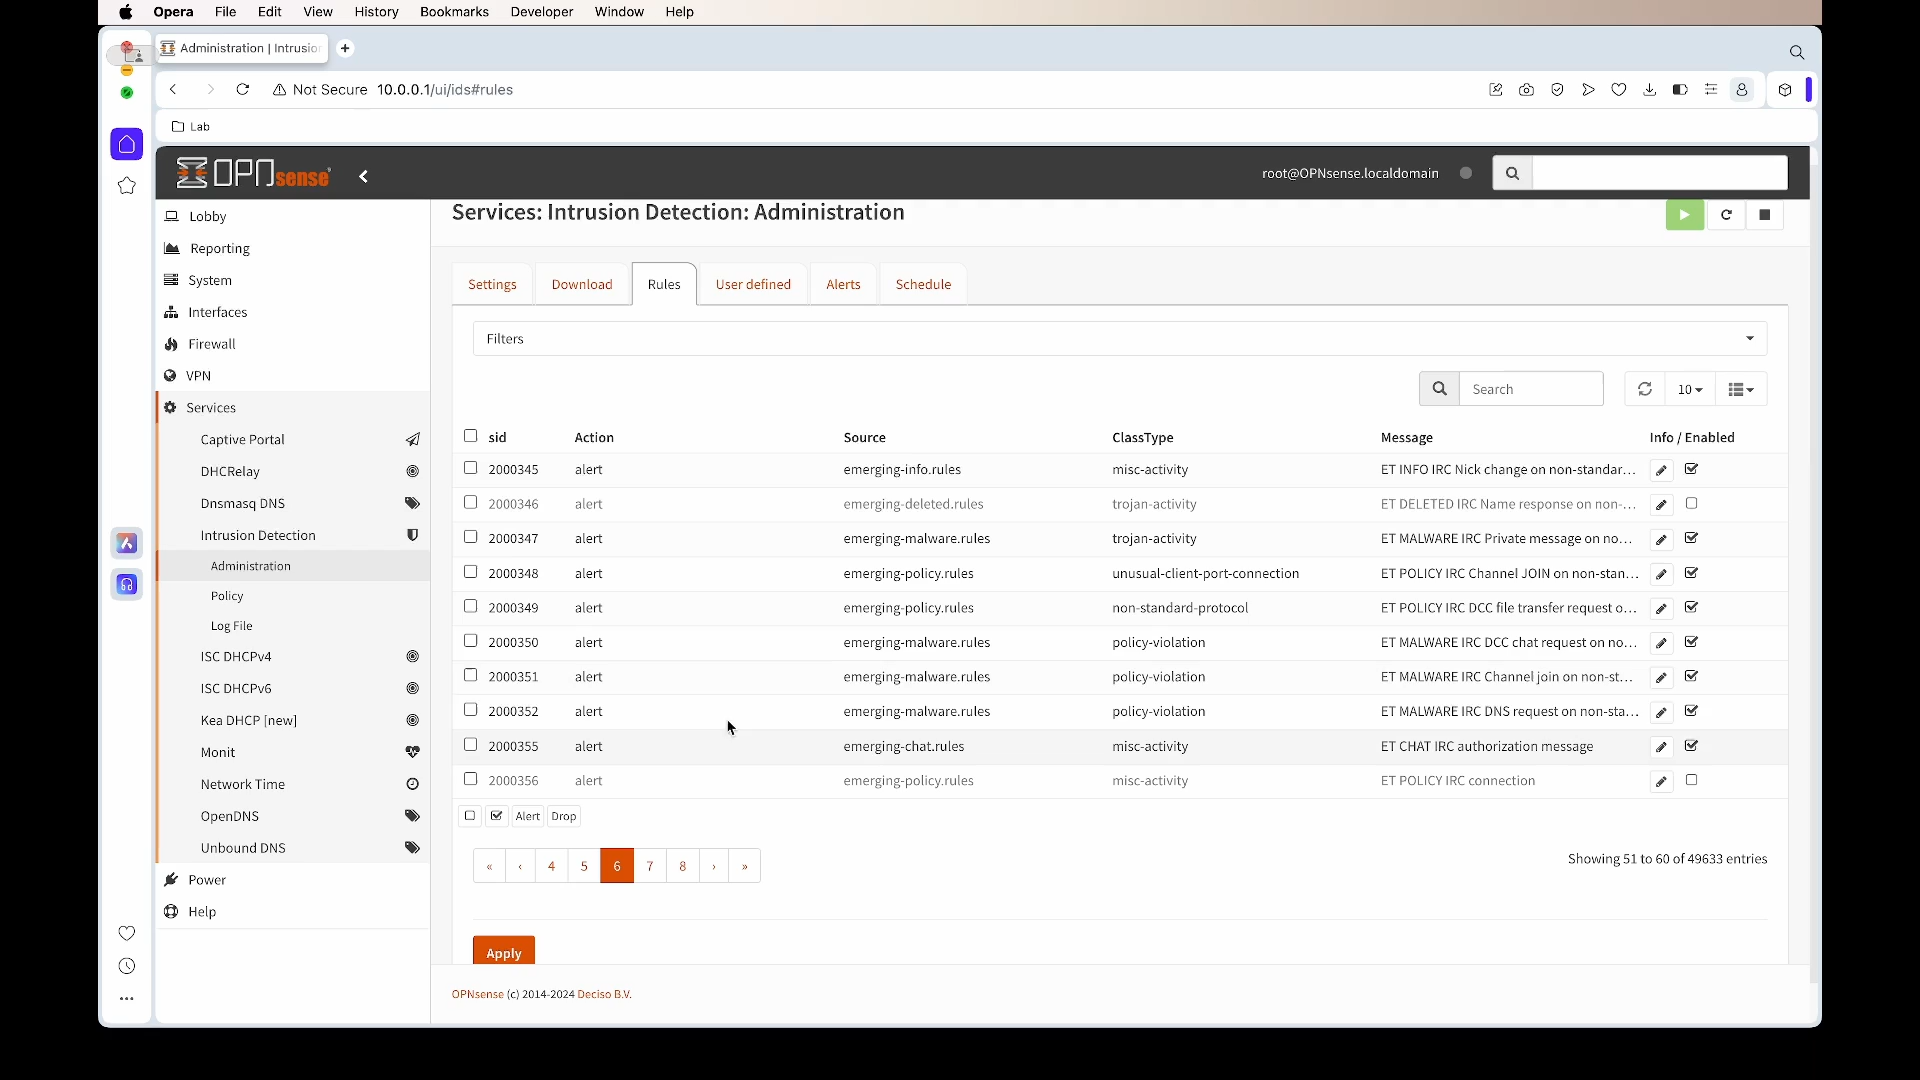 Opera File Edit View History Bookmarks Developer Window Help
Administration | Intrusio
Not Secure 10.0.0.1/ui/ids#rules
Lab
OPNsense root@OPNsense.localdomain
Services: Intrusion Detection: Administration
Lobby
Reporting
System
Interfaces
Firewall
VPN
Services
Captive Portal
DHCRelay
Dnsmasq DNS
Intrusion Detection
Administration
Policy
Log File
ISC DHCPv4
ISC DHCPv6
Kea DHCP [new]
Monit
Network Time
OpenDNS
Unbound DNS
Power
Help
Settings Download Rules User defined Alerts Schedule
Filters
Search 10
sid Action Source ClassType Message Info / Enabled
2000345 alert emerging-info.rules misc-activity ET INFO IRC Nick change on non-standar...
2000346 alert emerging-deleted.rules trojan-activity ET DELETED IRC Name response on non-...
2000347 alert emerging-malware.rules trojan-activity ET MALWARE IRC Private message on no...
2000348 alert emerging-policy.rules unusual-client-port-connection ET POLICY IRC Channel JOIN on non-stan...
2000349 alert emerging-policy.rules non-standard-protocol ET POLICY IRC DCC file transfer request o...
2000350 alert emerging-malware.rules policy-violation ET MALWARE IRC DCC chat request on no...
2000351 alert emerging-malware.rules policy-violation ET MALWARE IRC Channel join on non-st...
2000352 alert emerging-malware.rules policy-violation ET MALWARE IRC DNS request on non-sta...
2000355 alert emerging-chat.rules misc-activity ET CHAT IRC authorization message
2000356 alert emerging-policy.rules misc-activity ET POLICY IRC connection
Alert Drop
« ‹ 4 5 6 7 8 › »
Showing 51 to 60 of 49633 entries
Apply
OPNsense (c) 2014-2024 Deciso B.V.